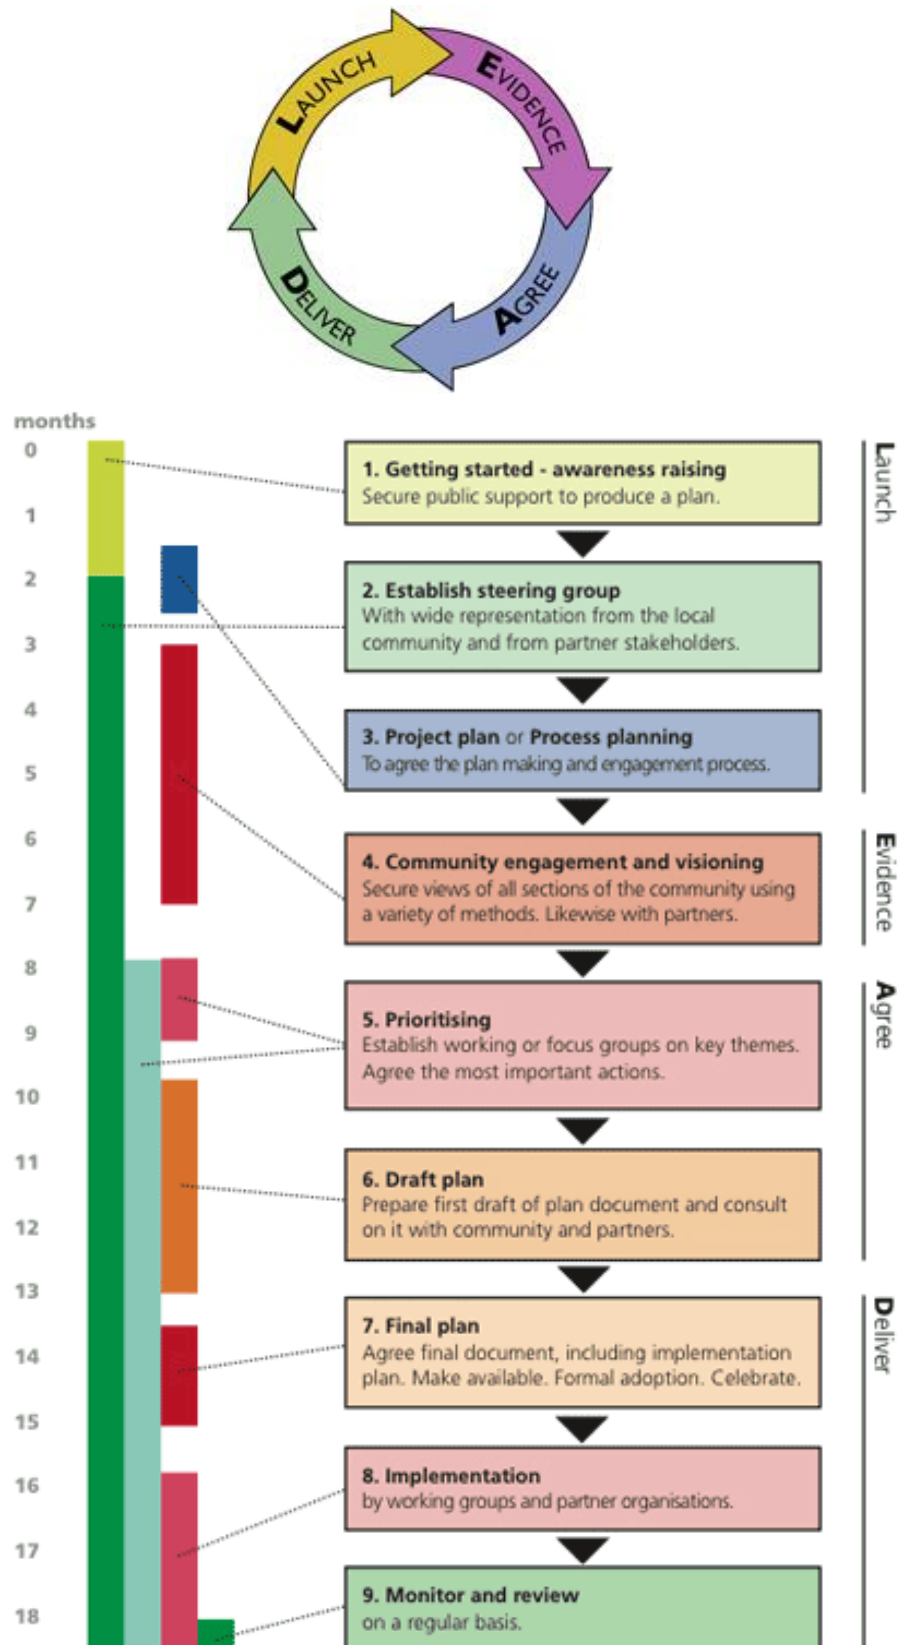 LAUNCH
EVIDENCE
AGREE
DELIVER
months
0
1
2
3
4
5
6
7
8
9
10
11
12
13
14
15
16
17
18
1. Getting started - awareness raising
Secure public support to produce a plan.
2. Establish steering group
With wide representation from the local
community and from partner stakeholders.
3. Project plan or Process planning
To agree the plan making and engagement process.
Launch
4. Community engagement and visioning
Secure views of all sections of the community using
a variety of methods. Likewise with partners.
Evidence
5. Prioritising
Establish working or focus groups on key themes.
Agree the most important actions.
6. Draft plan
Prepare first draft of plan document and consult
on it with community and partners.
Agree
7. Final plan
Agree final document, including implementation
plan. Make available. Formal adoption. Celebrate.
8. Implementation
by working groups and partner organisations.
9. Monitor and review
on a regular basis.
Deliver